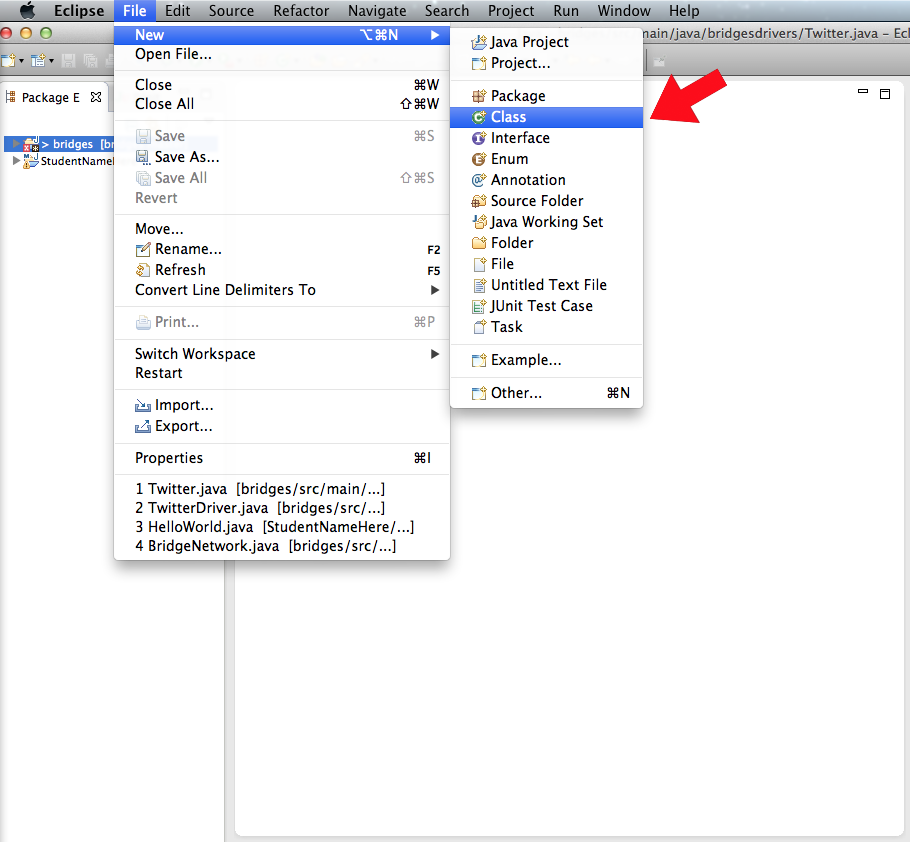 Eclipse File Edit Source Refactor Navigate Search Project Run Window Help
main/java/bridgesdrivers/Twitter.java – Ecl
Package E
> bridges [br
StudentNameH
New ⌥⌘N
Open File...
Close ⌘W
Close All ⇧⌘W
Save ⌘S
Save As...
Save All ⇧⌘S
Revert
Move...
Rename... F2
Refresh F5
Convert Line Delimiters To
Print... ⌘P
Switch Workspace
Restart
Import...
Export...
Properties ⌘I
1 Twitter.java [bridges/src/main/...]
2 TwitterDriver.java [bridges/src/...]
3 HelloWorld.java [StudentNameHere/...]
4 BridgeNetwork.java [bridges/src/...]
Java Project
Project...
Package
Class
Interface
Enum
Annotation
Source Folder
Java Working Set
Folder
File
Untitled Text File
JUnit Test Case
Task
Example...
Other... ⌘N